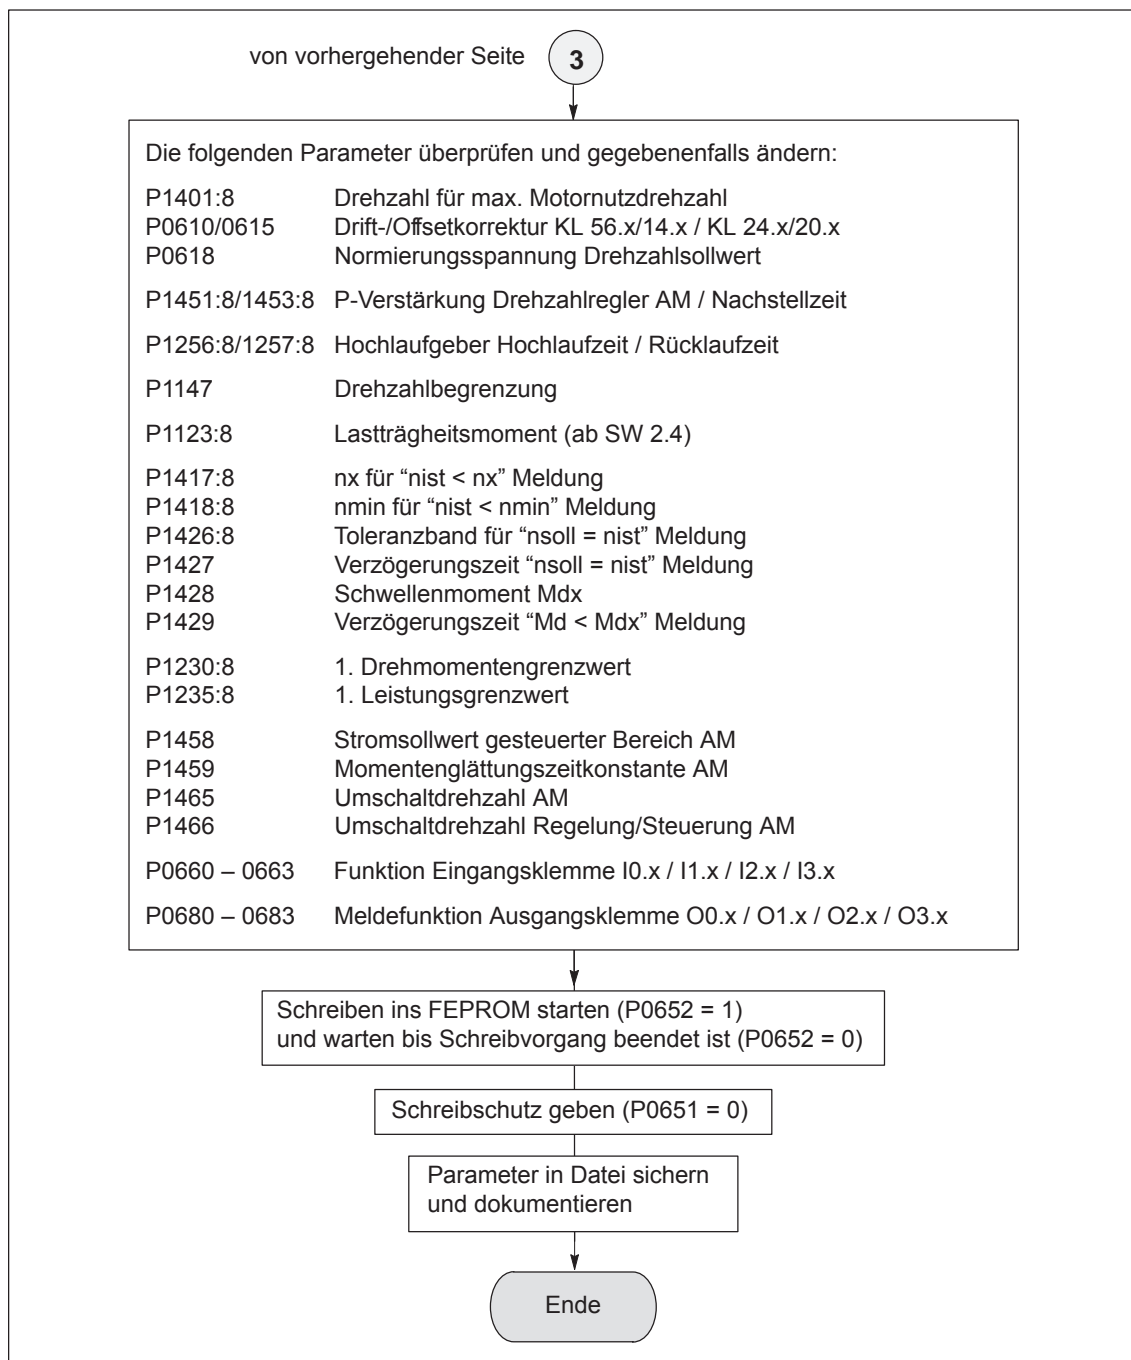 von vorhergehender Seite 3
Die folgenden Parameter überprüfen und gegebenenfalls ändern:
P1401:8 Drehzahl für max. Motornutzdrehzahl
P0610/0615 Drift-/Offsetkorrektur KL 56.x/14.x / KL 24.x/20.x
P0618 Normierungsspannung Drehzahlsollwert
P1451:8/1453:8 P-Verstärkung Drehzahlregler AM / Nachstellzeit
P1256:8/1257:8 Hochlaufgeber Hochlaufzeit / Rücklaufzeit
P1147 Drehzahlbegrenzung
P1123:8 Lastträgheitsmoment (ab SW 2.4)
P1417:8 nx für “nist < nx” Meldung
P1418:8 nmin für “nist < nmin” Meldung
P1426:8 Toleranzband für “nsoll = nist” Meldung
P1427 Verzögerungszeit “nsoll = nist” Meldung
P1428 Schwellenmoment Mdx
P1429 Verzögerungszeit “Md < Mdx” Meldung
P1230:8 1. Drehmomentengrenzwert
P1235:8 1. Leistungsgrenzwert
P1458 Stromsollwert gesteuerter Bereich AM
P1459 Momentenglättungszeitkonstante AM
P1465 Umschaltdrehzahl AM
P1466 Umschaltdrehzahl Regelung/Steuerung AM
P0660 – 0663 Funktion Eingangsklemme I0.x / I1.x / I2.x / I3.x
P0680 – 0683 Meldefunktion Ausgangsklemme O0.x / O1.x / O2.x / O3.x
Schreiben ins FEPROM starten (P0652 = 1)
und warten bis Schreibvorgang beendet ist (P0652 = 0)
Schreibschutz geben (P0651 = 0)
Parameter in Datei sichern
und dokumentieren
Ende